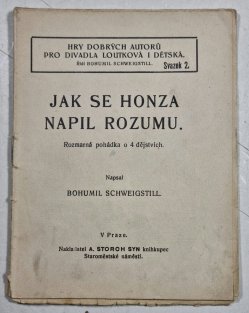 HRY DOBRÝCH AUTORŮ
PRO DIVADLA LOUTKOVÁ I DĚTSKÁ.
Řídí BOHUMIL SCHWEIGSTILL.
Svazek 2.
JAK SE HONZA
NAPIL ROZUMU.
Rozmarná pohádka o 4 dějstvích.
Napsal
BOHUMIL SCHWEIGSTILL.
V Praze.
Nakladatel A. STORCH SYN knihkupec
Staroměstské náměstí.